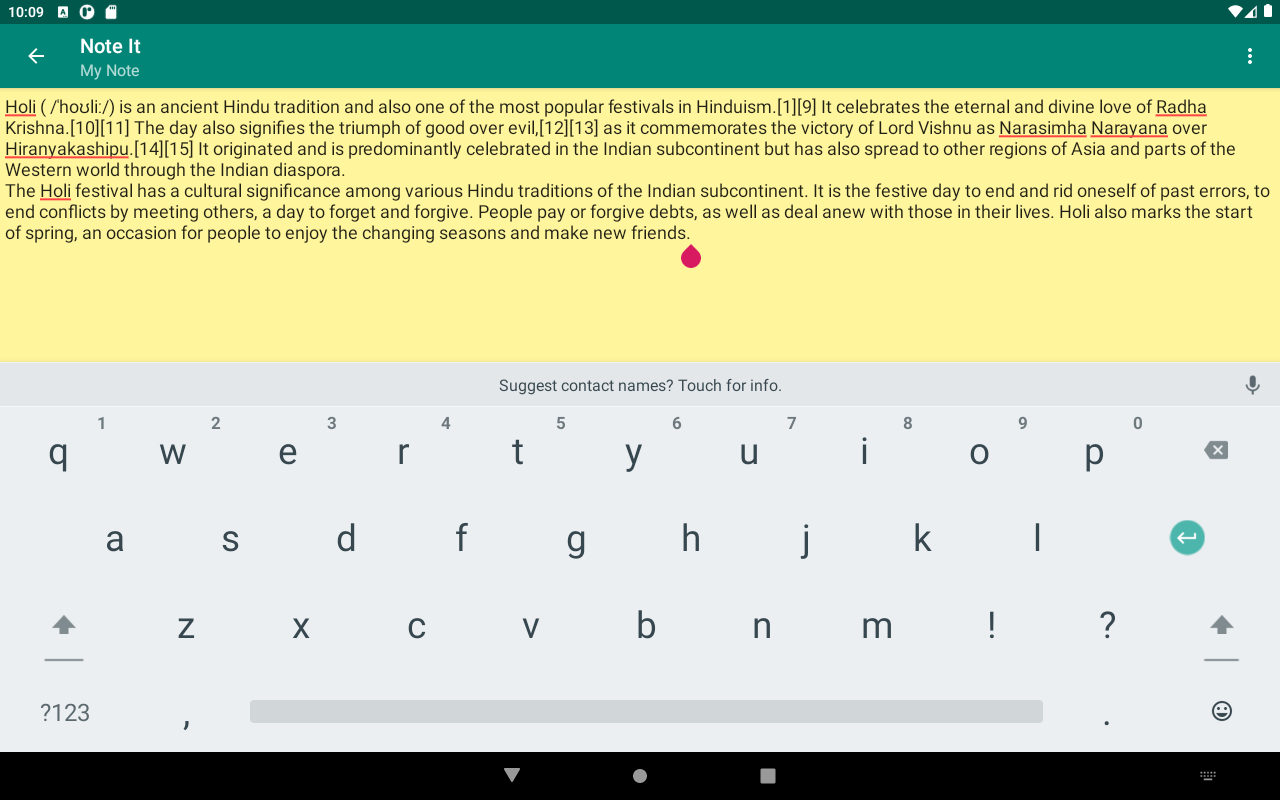 10:09
Note It
My Note
Holi ( /ˈhoʊliː/) is an ancient Hindu tradition and also one of the most popular festivals in Hinduism.[1][9] It celebrates the eternal and divine love of Radha
Krishna.[10][11] The day also signifies the triumph of good over evil,[12][13] as it commemorates the victory of Lord Vishnu as Narasimha Narayana over
Hiranyakashipu.[14][15] It originated and is predominantly celebrated in the Indian subcontinent but has also spread to other regions of Asia and parts of the
Western world through the Indian diaspora.
The Holi festival has a cultural significance among various Hindu traditions of the Indian subcontinent. It is the festive day to end and rid oneself of past errors, to
end conflicts by meeting others, a day to forget and forgive. People pay or forgive debts, as well as deal anew with those in their lives. Holi also marks the start
of spring, an occasion for people to enjoy the changing seasons and make new friends.
Suggest contact names? Touch for info.
1 2 3 4 5 6 7 8 9 0
q w e r t y u i o p
a s d f g h j k l
z x c v b n m ! ?
?123 , .